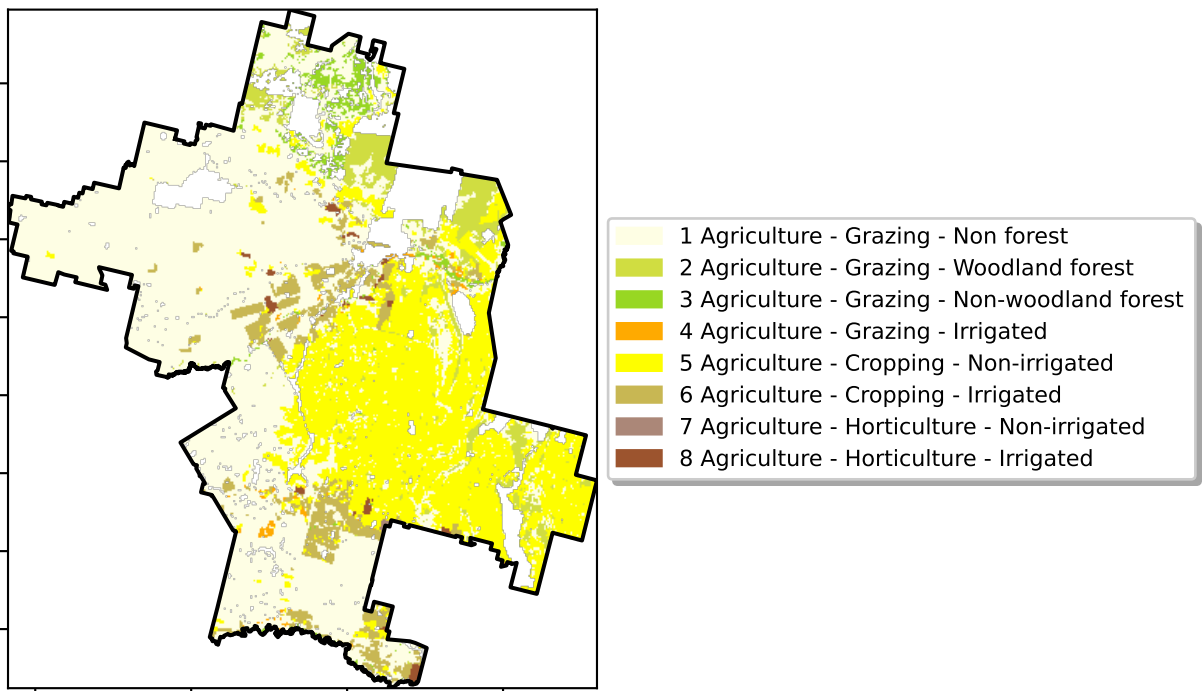 1 Agriculture - Grazing - Non forest
2 Agriculture - Grazing - Woodland forest
3 Agriculture - Grazing - Non-woodland forest
4 Agriculture - Grazing - Irrigated
5 Agriculture - Cropping - Non-irrigated
6 Agriculture - Cropping - Irrigated
7 Agriculture - Horticulture - Non-irrigated
8 Agriculture - Horticulture - Irrigated